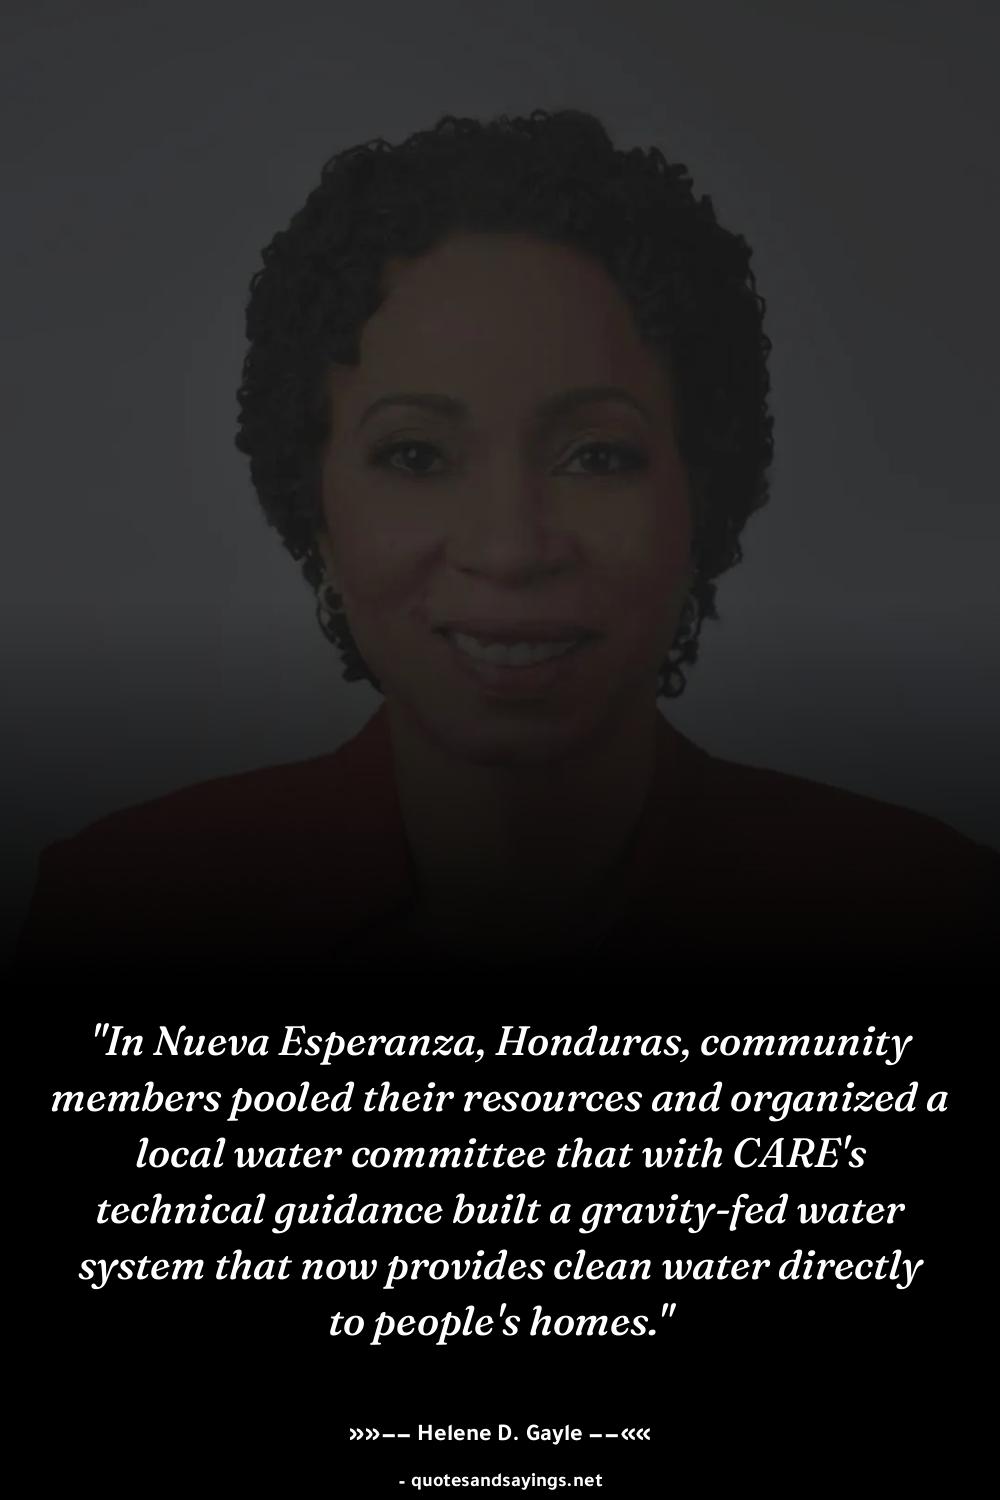 "In Nueva Esperanza, Honduras, community
members pooled their resources and organized a
local water committee that with CARE's
technical guidance built a gravity-fed water
system that now provides clean water directly
to people's homes."
»»−− Helene D. Gayle −−««
- quotesandsayings.net